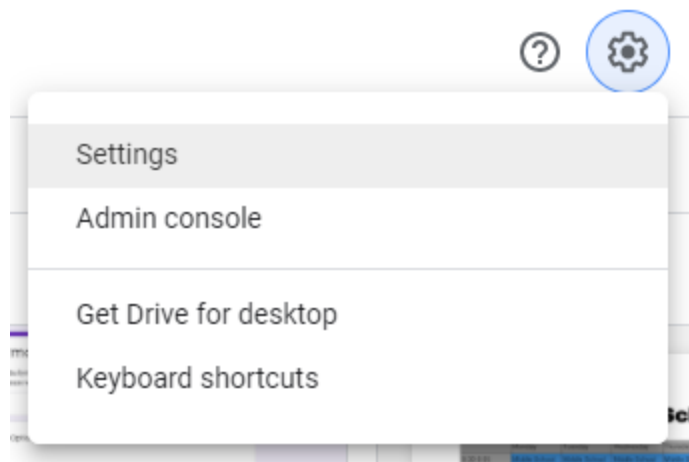 Settings
Admin console
Get Drive for desktop
Keyboard shortcuts